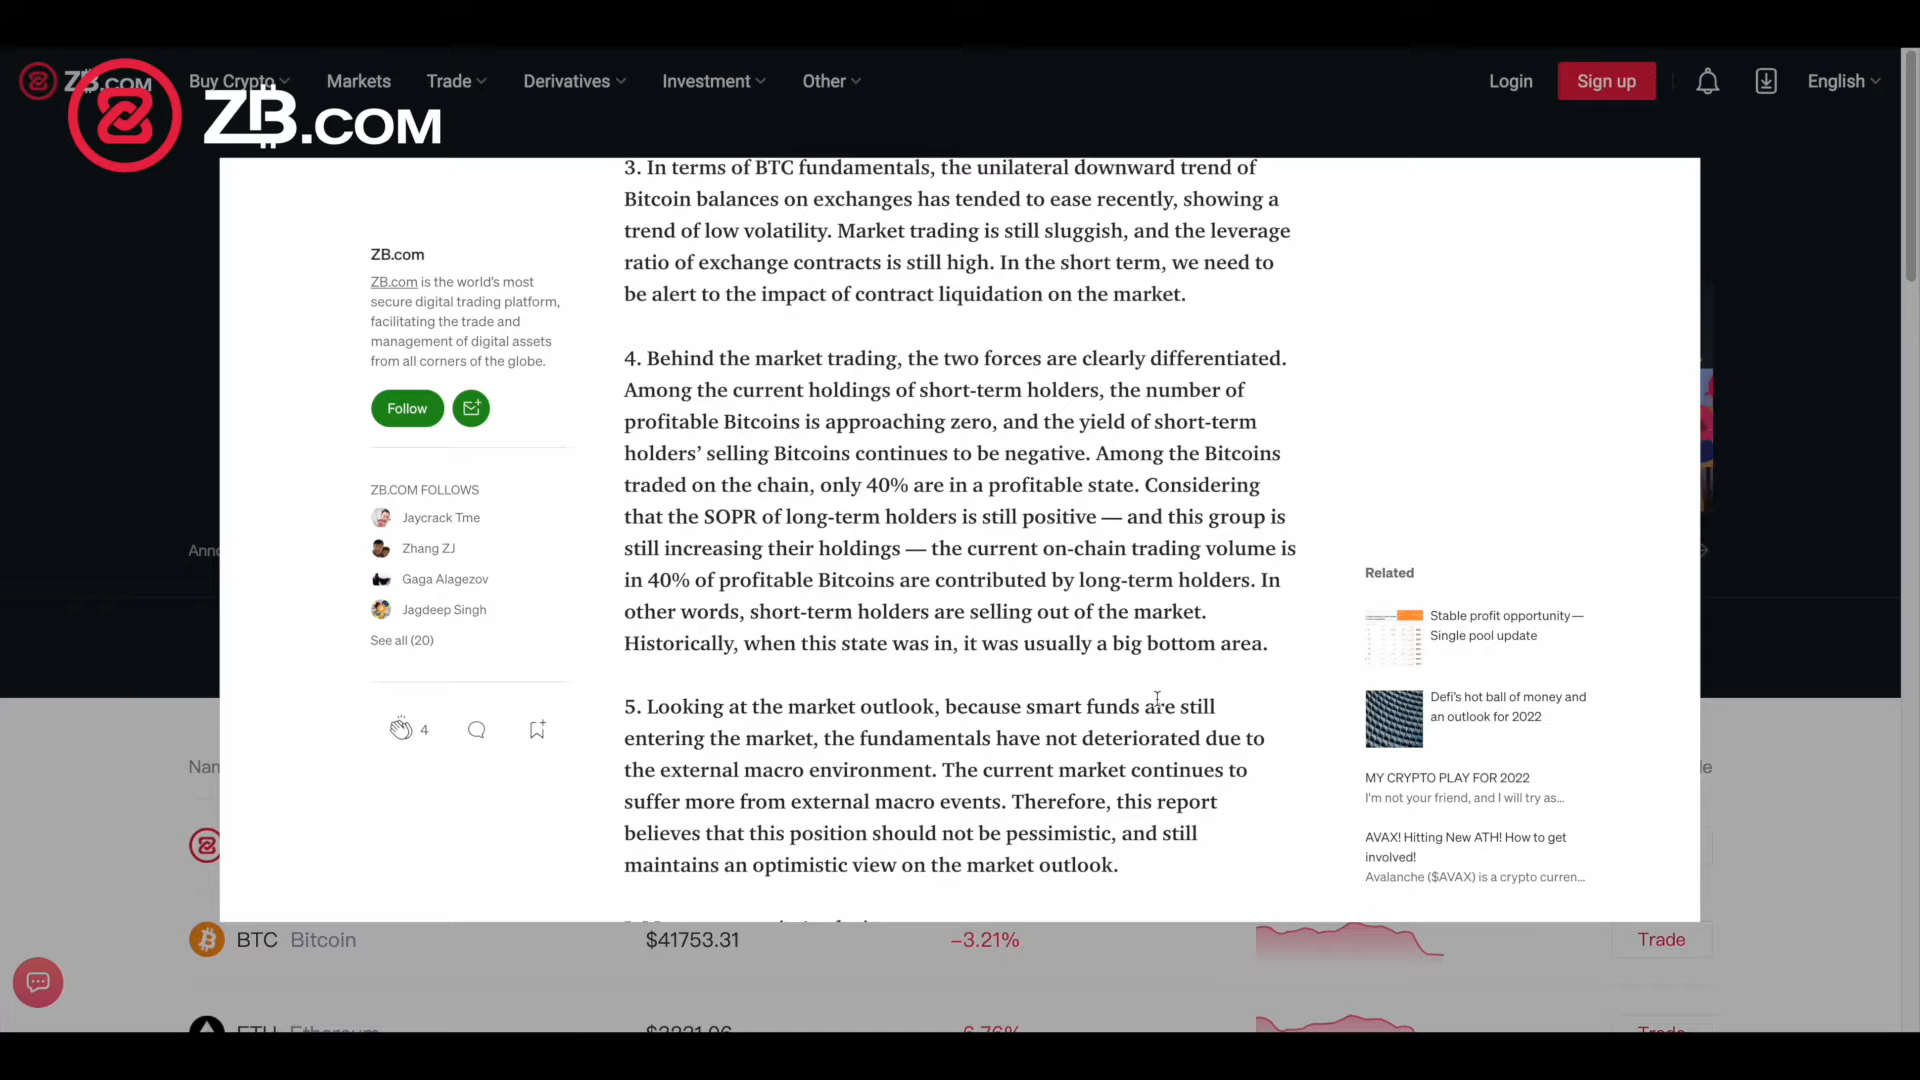 ZB.COM
Buy Crypto
Markets
Trade
Derivatives
Investment
Other
Login
Sign up
English
ZB.COM
3. In terms of BTC fundamentals, the unilateral downward trend of
Bitcoin balances on exchanges has tended to ease recently, showing a
trend of low volatility. Market trading is still sluggish, and the leverage
ratio of exchange contracts is still high. In the short term, we need to
be alert to the impact of contract liquidation on the market.
4. Behind the market trading, the two forces are clearly differentiated.
Among the current holdings of short-term holders, the number of
profitable Bitcoins is approaching zero, and the yield of short-term
holders’ selling Bitcoins continues to be negative. Among the Bitcoins
traded on the chain, only 40% are in a profitable state. Considering
that the SOPR of long-term holders is still positive — and this group is
still increasing their holdings — the current on-chain trading volume is
in 40% of profitable Bitcoins are contributed by long-term holders. In
other words, short-term holders are selling out of the market.
Historically, when this state was in, it was usually a big bottom area.
5. Looking at the market outlook, because smart funds are still
entering the market, the fundamentals have not deteriorated due to
the external macro environment. The current market continues to
suffer more from external macro events. Therefore, this report
believes that this position should not be pessimistic, and still
maintains an optimistic view on the market outlook.
ZB.com
ZB.com is the world’s most
secure digital trading platform,
facilitating the trade and
management of digital assets
from all corners of the globe.
Follow
ZB.COM FOLLOWS
Jaycrack Tme
Zhang ZJ
Gaga Alagezov
Jagdeep Singh
See all (20)
4
Related
Stable profit opportunity—
Single pool update
Defi’s hot ball of money and
an outlook for 2022
MY CRYPTO PLAY FOR 2022
I'm not your friend, and I will try as...
AVAX! Hitting New ATH! How to get
involved!
Avalanche ($AVAX) is a crypto curren...
BTC Bitcoin
$41753.31
−3.21%
Trade
ETH Ethereum
Trade